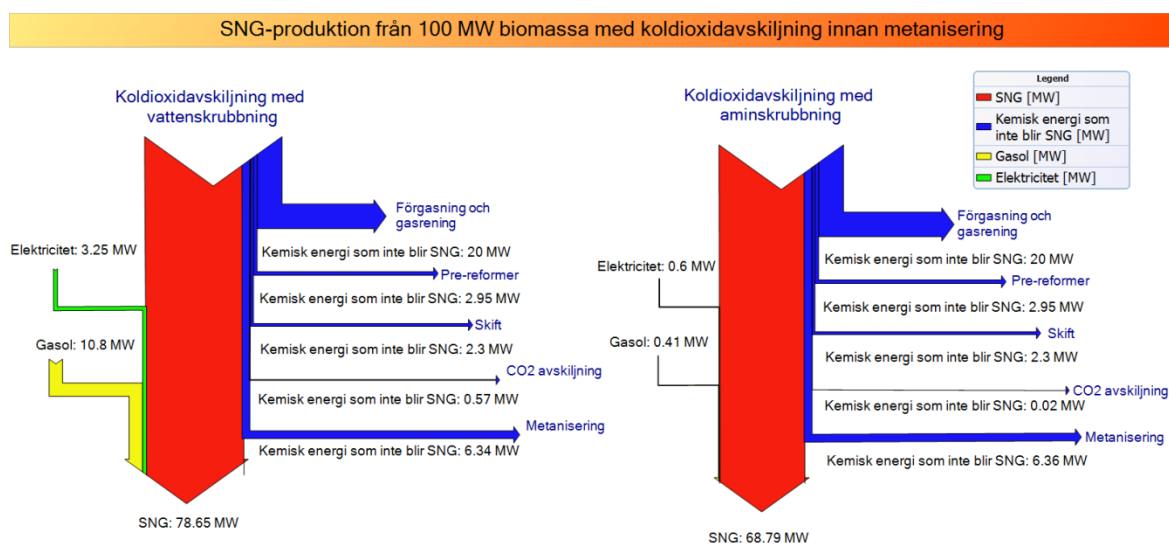 SNG-produktion från 100 MW biomassa med koldioxidavskiljning innan metanisering
Koldioxidavskiljning med
vattenskrubbning
Elektricitet: 3.25 MW
Gasol: 10.8 MW
Förgasning och
gasrening
Kemisk energi som inte blir SNG: 20 MW
Pre-reformer
Kemisk energi som inte blir SNG: 2.95 MW
Skift
Kemisk energi som inte blir SNG: 2.3 MW
CO2 avskiljning
Kemisk energi som inte blir SNG: 0.57 MW
Metanisering
Kemisk energi som inte blir SNG: 6.34 MW
SNG: 78.65 MW
Koldioxidavskiljning med
aminskrubbning
Elektricitet: 0.6 MW
Gasol: 0.41 MW
Förgasning och
gasrening
Kemisk energi som inte blir SNG: 20 MW
Pre-reformer
Kemisk energi som inte blir SNG: 2.95 MW
Skift
Kemisk energi som inte blir SNG: 2.3 MW
CO2 avskiljning
Kemisk energi som inte blir SNG: 0.02 MW
Metanisering
Kemisk energi som inte blir SNG: 6.36 MW
SNG: 68.79 MW
Legend
SNG [MW]
Kemisk energi som
inte blir SNG [MW]
Gasol [MW]
Elektricitet [MW]